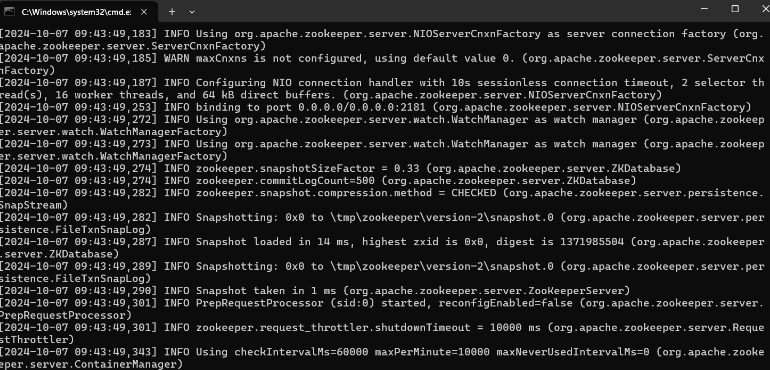 C:\Windows\system32\cmd.e:
[2024-10-07 09:43:49,183] INFO Using org.apache.zookeeper.server.NIOServerCnxnFactory as server connection factory (org.
apache.zookeeper.server.ServerCnxnFactory)
[2024-10-07 09:43:49,185] WARN maxCnxns is not configured, using default value 0. (org.apache.zookeeper.server.ServerCnx
nFactory)
[2024-10-07 09:43:49,187] INFO Configuring NIO connection handler with 10s sessionless connection timeout, 2 selector th
read(s), 16 worker threads, and 64 kB direct buffers. (org.apache.zookeeper.server.NIOServerCnxnFactory)
[2024-10-07 09:43:49,253] INFO binding to port 0.0.0.0/0.0.0.0:2181 (org.apache.zookeeper.server.NIOServerCnxnFactory)
[2024-10-07 09:43:49,272] INFO Using org.apache.zookeeper.server.watch.WatchManager as watch manager (org.apache.zookeep
er.server.watch.WatchManagerFactory)
[2024-10-07 09:43:49,273] INFO Using org.apache.zookeeper.server.watch.WatchManager as watch manager (org.apache.zookeep
er.server.watch.WatchManagerFactory)
[2024-10-07 09:43:49,274] INFO zookeeper.snapshotSizeFactor = 0.33 (org.apache.zookeeper.server.ZKDatabase)
[2024-10-07 09:43:49,274] INFO zookeeper.commitLogCount=500 (org.apache.zookeeper.server.ZKDatabase)
[2024-10-07 09:43:49,282] INFO zookeeper.snapshot.compression.method = CHECKED (org.apache.zookeeper.server.persistence.
SnapStream)
[2024-10-07 09:43:49,282] INFO Snapshotting: 0x0 to \tmp\zookeeper\version-2\snapshot.0 (org.apache.zookeeper.server.per
sistence.FileTxnSnapLog)
[2024-10-07 09:43:49,287] INFO Snapshot loaded in 14 ms, highest zxid is 0x0, digest is 1371985504 (org.apache.zookeeper
.server.ZKDatabase)
[2024-10-07 09:43:49,289] INFO Snapshotting: 0x0 to \tmp\zookeeper\version-2\snapshot.0 (org.apache.zookeeper.server.per
sistence.FileTxnSnapLog)
[2024-10-07 09:43:49,290] INFO Snapshot taken in 1 ms (org.apache.zookeeper.server.ZooKeeperServer)
[2024-10-07 09:43:49,301] INFO PrepRequestProcessor (sid:0) started, reconfigEnabled=false (org.apache.zookeeper.server.
PrepRequestProcessor)
[2024-10-07 09:43:49,301] INFO zookeeper.request_throttler.shutdownTimeout = 10000 ms (org.apache.zookeeper.server.Reque
stThrottler)
[2024-10-07 09:43:49,343] INFO Using checkIntervalMs=60000 maxPerMinute=10000 maxNeverUsedIntervalMs=0 (org.apache.zooke
eper.server.ContainerManager)